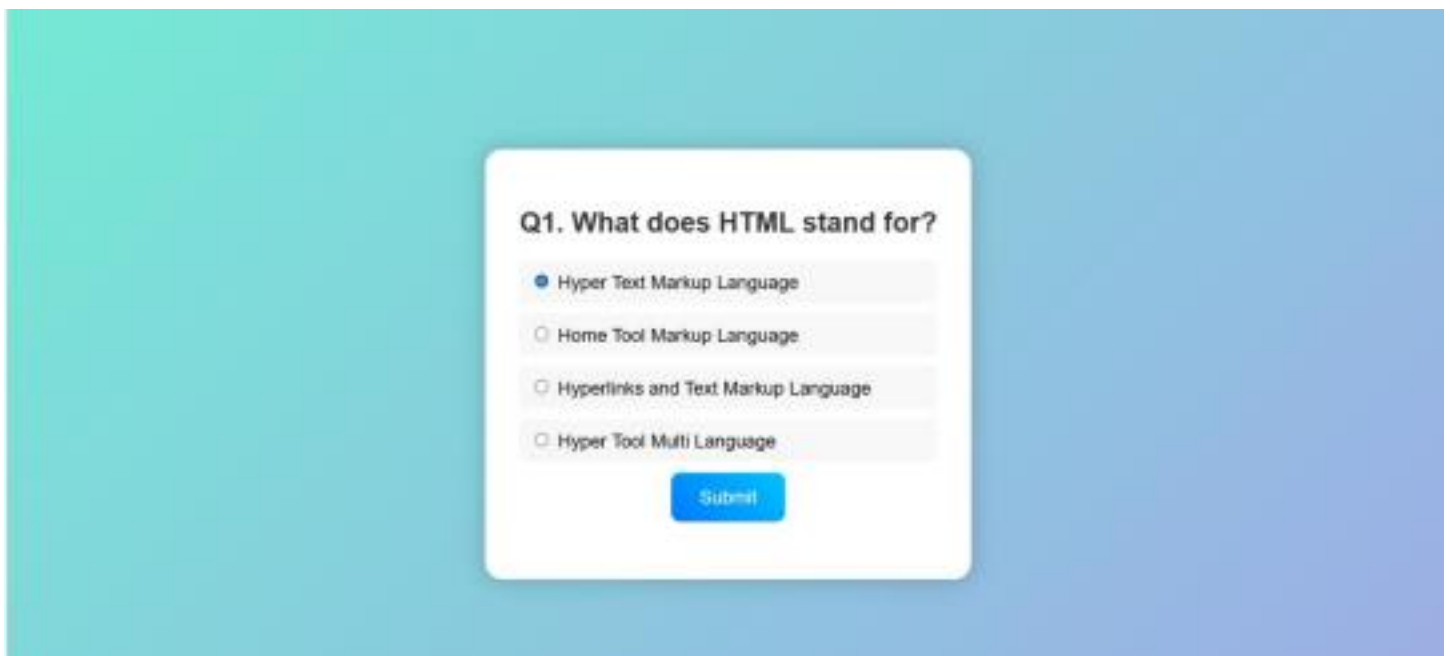 Q1. What does HTML stand for?
Hyper Text Markup Language
Home Tool Markup Language
Hyperlinks and Text Markup Language
Hyper Tool Multi Language
Submit